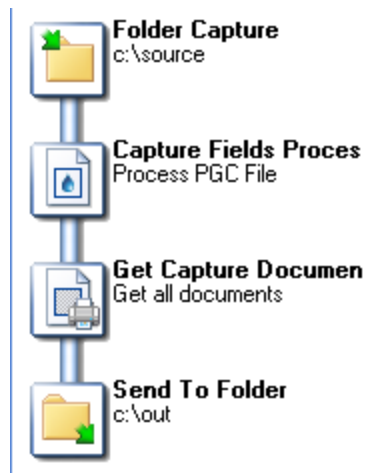 Folder Capture
c:\source
Capture Fields Proces
Process PGC File
Get Capture Documen
Get all documents
Send To Folder
c:\out